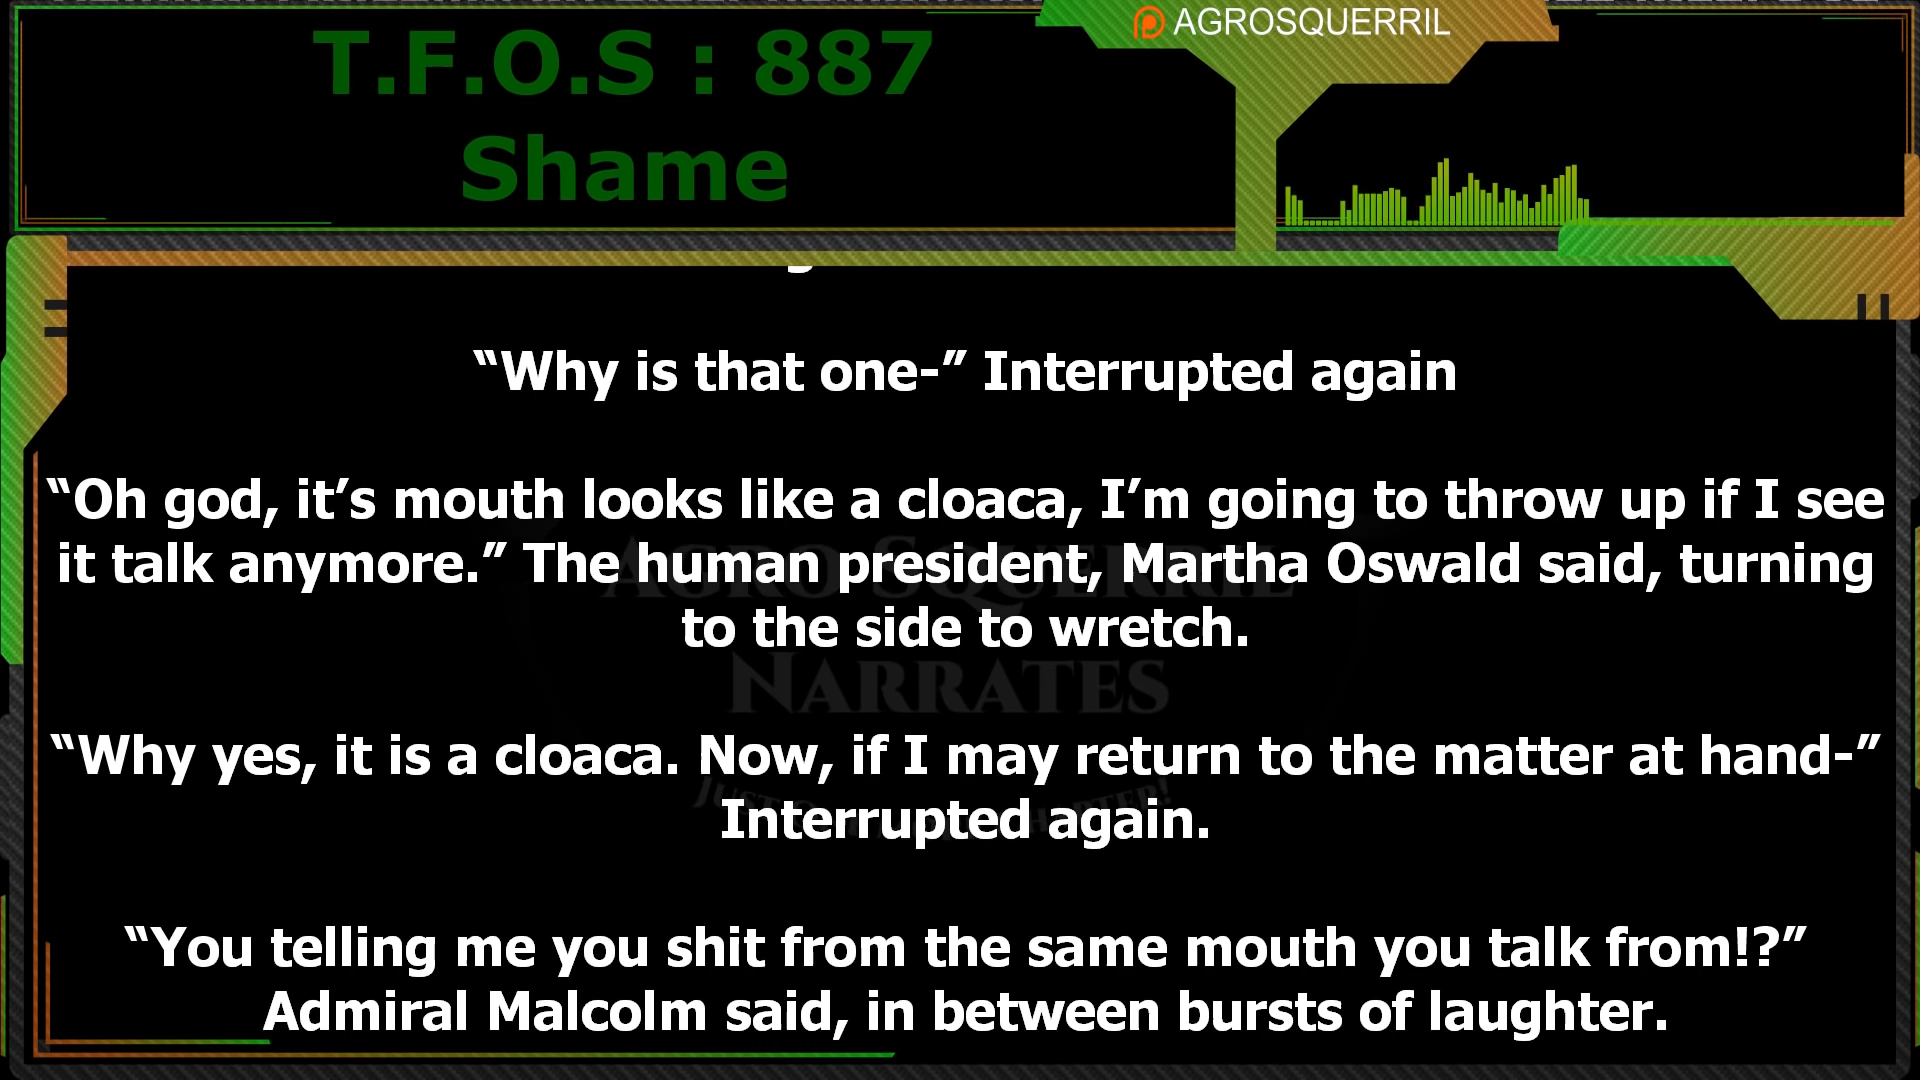 T.F.O.S : 887
Shame
AGROSQUERRIL
“Why is that one-” Interrupted again
“Oh god, it’s mouth looks like a cloaca, I’m going to throw up if I see
it talk anymore.” The human president, Martha Oswald said, turning
to the side to wretch.
“Why yes, it is a cloaca. Now, if I may return to the matter at hand-”
Interrupted again.
“You telling me you shit from the same mouth you talk from!?”
Admiral Malcolm said, in between bursts of laughter.
AGRO SQUERRIL
NARRATES